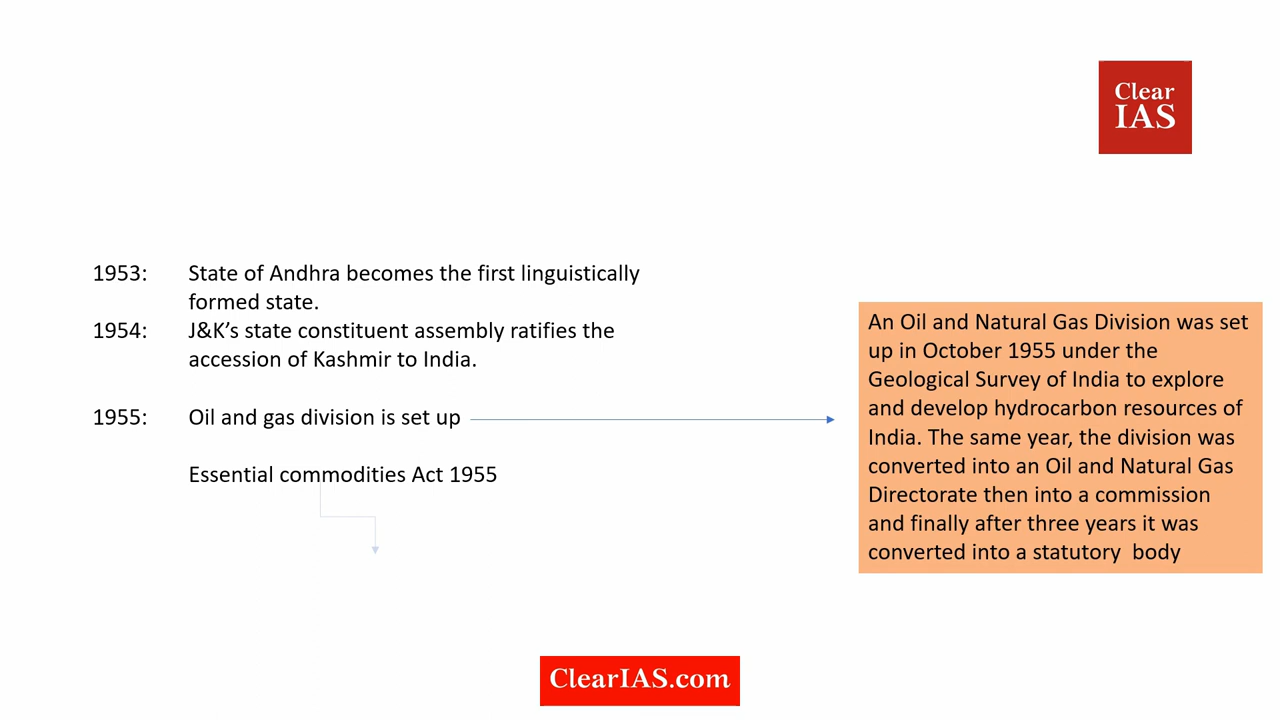 Clear
IAS
1953: State of Andhra becomes the first linguistically
formed state.
1954: J&K’s state constituent assembly ratifies the
accession of Kashmir to India.
1955: Oil and gas division is set up
Essential commodities Act 1955
An Oil and Natural Gas Division was set
up in October 1955 under the
Geological Survey of India to explore
and develop hydrocarbon resources of
India. The same year, the division was
converted into an Oil and Natural Gas
Directorate then into a commission
and finally after three years it was
converted into a statutory body
ClearIAS.com